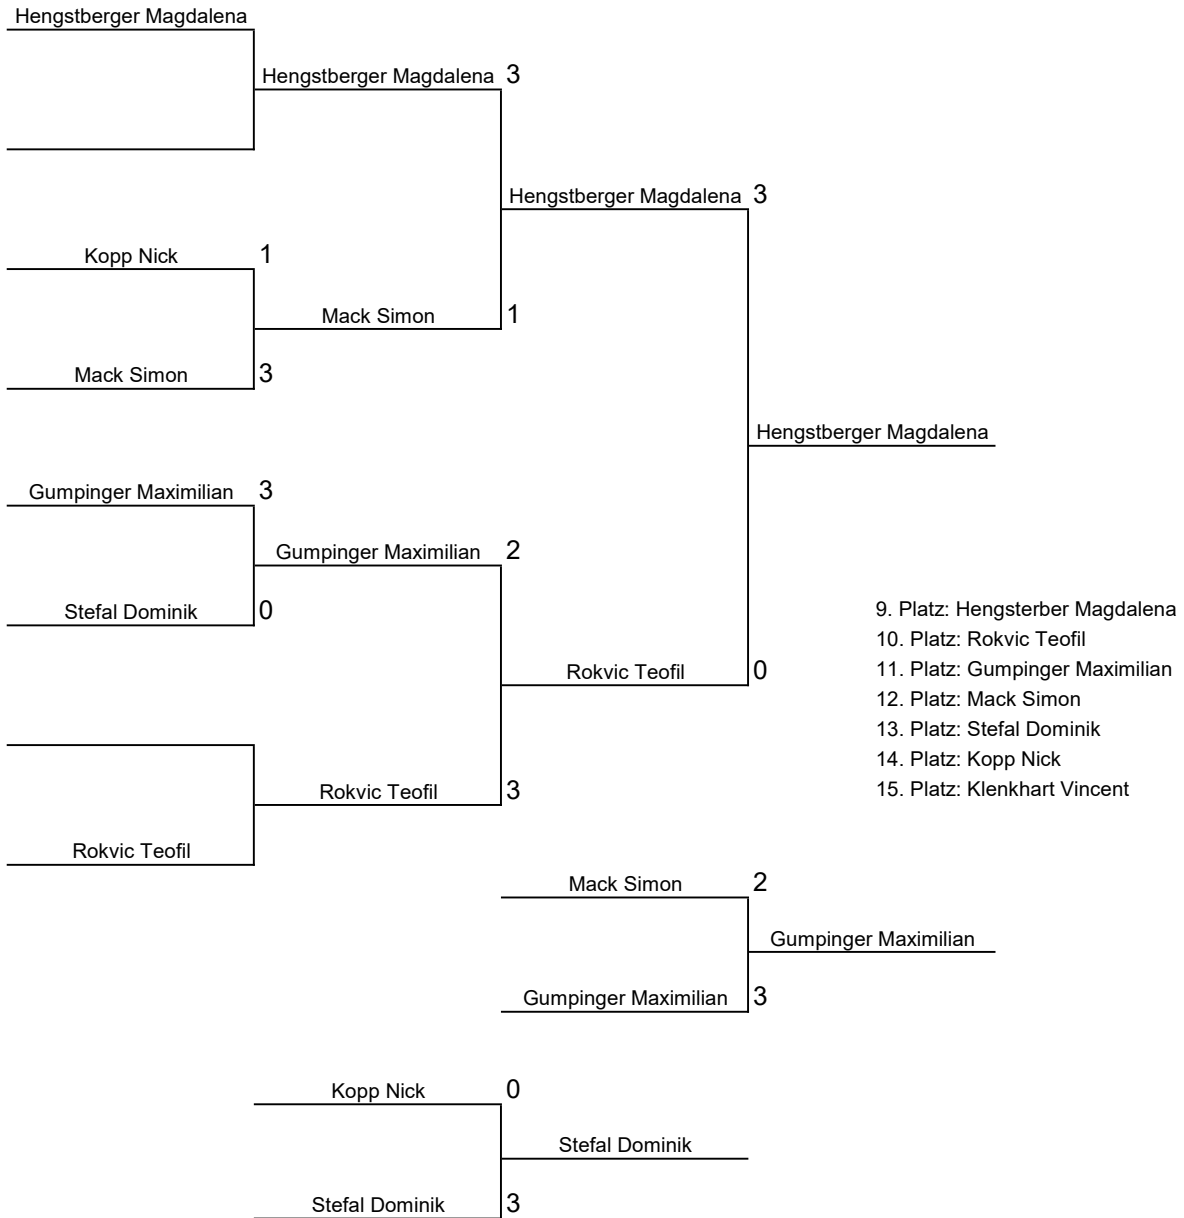 Hengstberger Magdalena
Hengstberger Magdalena 3
Hengstberger Magdalena 3
Kopp Nick 1
Mack Simon 1
Mack Simon 3
Hengstberger Magdalena
Gumpinger Maximilian 3
Gumpinger Maximilian 2
Stefal Dominik 0
Rokvic Teofil 0
Rokvic Teofil 3
Rokvic Teofil
9. Platz: Hengsterber Magdalena
10. Platz: Rokvic Teofil
11. Platz: Gumpinger Maximilian
12. Platz: Mack Simon
13. Platz: Stefal Dominik
14. Platz: Kopp Nick
15. Platz: Klenkhart Vincent
Mack Simon 2
Gumpinger Maximilian
Gumpinger Maximilian 3
Kopp Nick 0
Stefal Dominik
Stefal Dominik 3